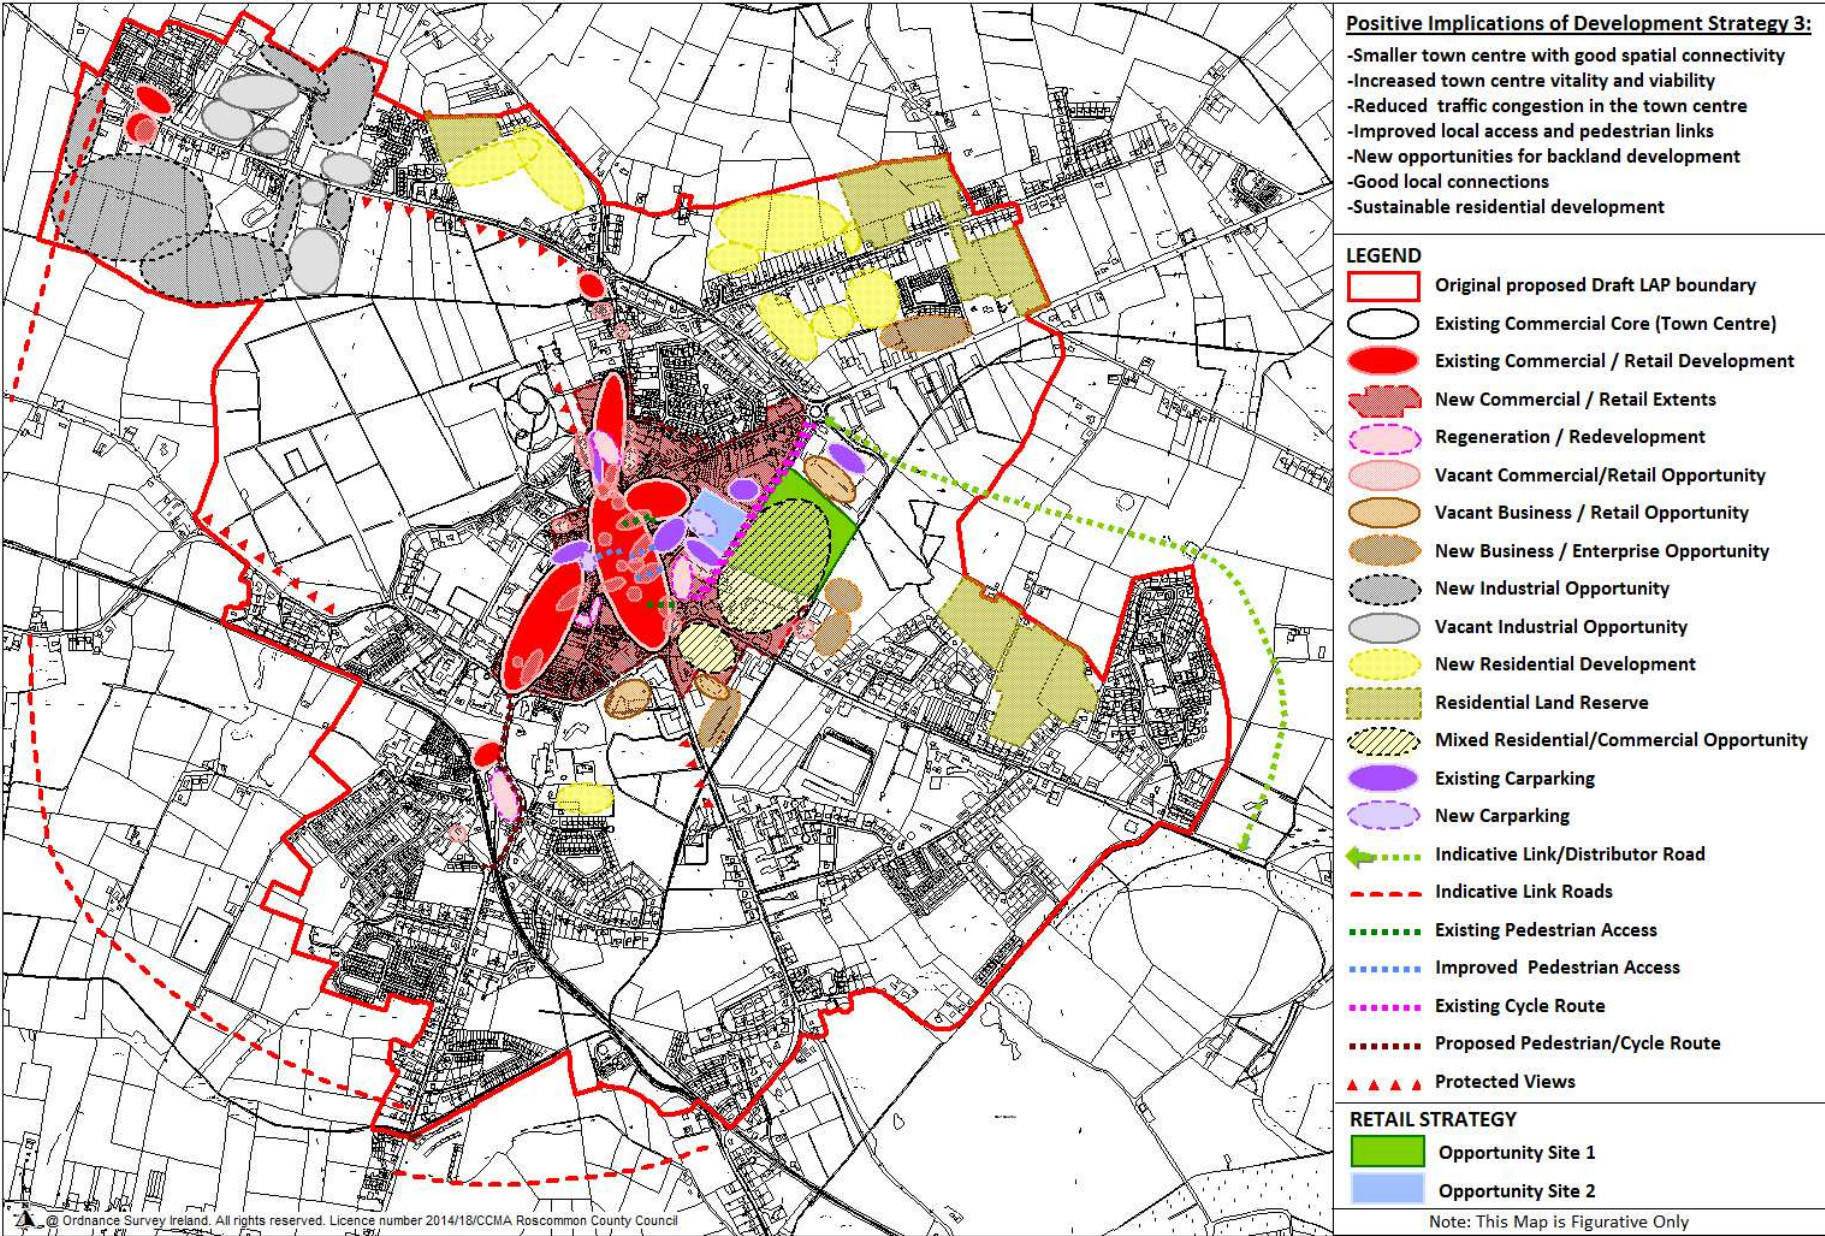 Positive Implications of Development Strategy 3:
-Smaller town centre with good spatial connectivity
-Increased town centre vitality and viability
-Reduced  traffic congestion in the town centre
-Improved local access and pedestrian links
-New opportunities for backland development
-Good local connections
-Sustainable residential development
LEGEND
Original proposed Draft LAP boundary
Existing Commercial Core (Town Centre)
Existing Commercial / Retail Development
New Commercial / Retail Extents
Regeneration / Redevelopment
Vacant Commercial/Retail Opportunity
Vacant Business / Retail Opportunity
New Business / Enterprise Opportunity
New Industrial Opportunity
Vacant Industrial Opportunity
New Residential Development
Residential Land Reserve
Mixed Residential/Commercial Opportunity
Existing Carparking
New Carparking
Indicative Link/Distributor Road
Indicative Link Roads
Existing Pedestrian Access
Improved  Pedestrian Access
Existing Cycle Route
Proposed Pedestrian/Cycle Route
Protected Views
RETAIL STRATEGY
Opportunity Site 1
Opportunity Site 2
Note: This Map is Figurative Only
@ Ordnance Survey Ireland. All rights reserved. Licence number 2014/18/CCMA Roscommon County Council